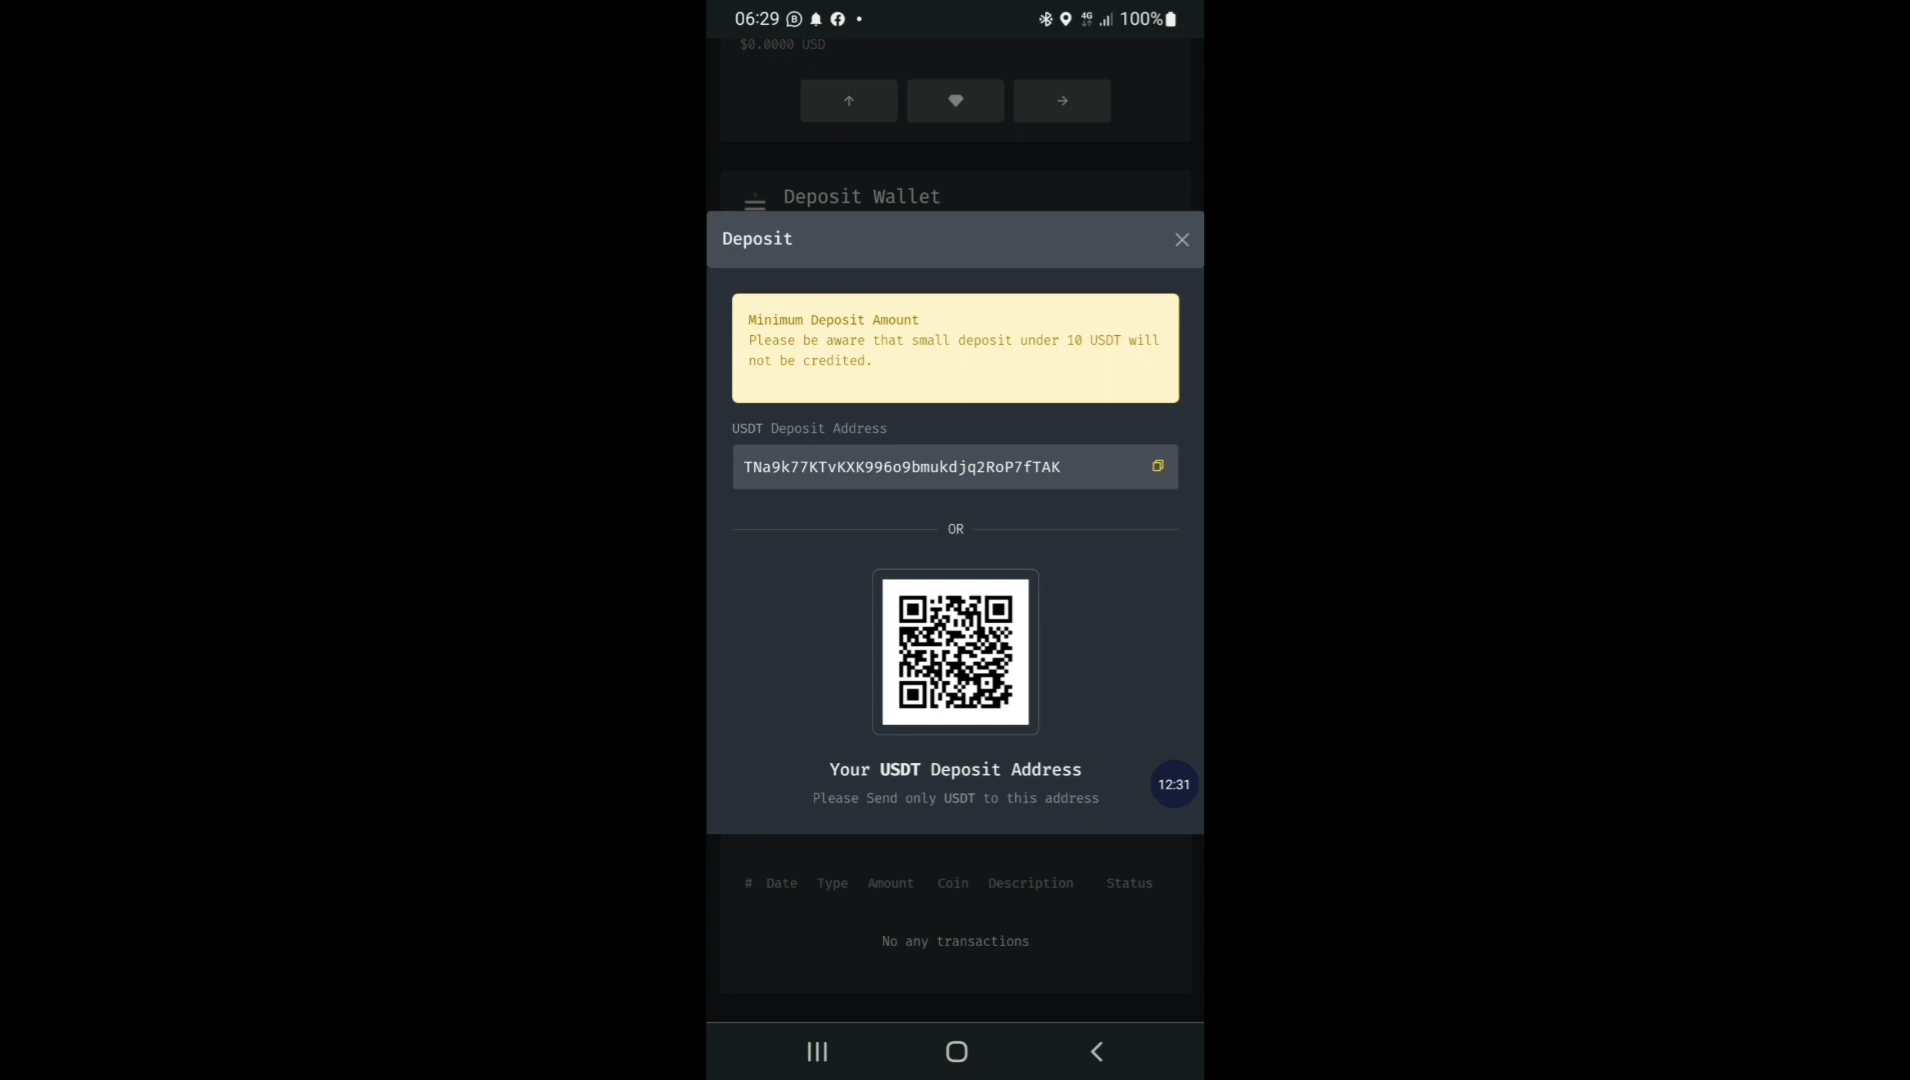 06:29 100%
$0.0000 USD
Deposit Wallet
Deposit
Minimum Deposit Amount
Please be aware that small deposit under 10 USDT will
not be credited.
USDT Deposit Address
TNa9k77KTvKXK996o9bmukdjq2RoP7fTAK
OR
Your USDT Deposit Address
12:31
Please Send only USDT to this address
# Date Type Amount Coin Description Status
No any transactions